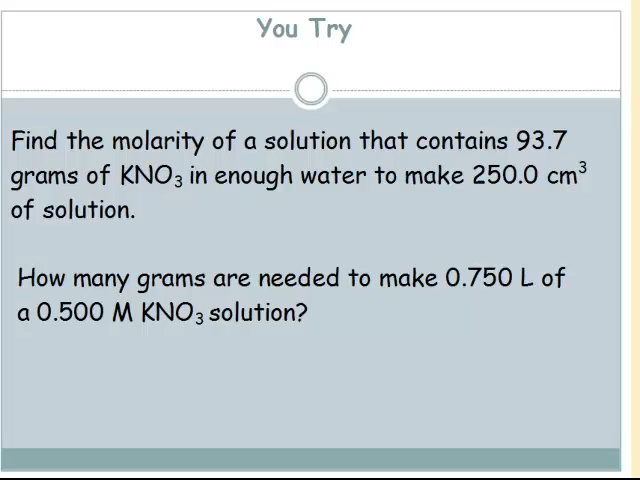 You Try
Find the molarity of a solution that contains 93.7
grams of KNO₃ in enough water to make 250.0 cm³
of solution.
How many grams are needed to make 0.750 L of
a 0.500 M KNO₃ solution?